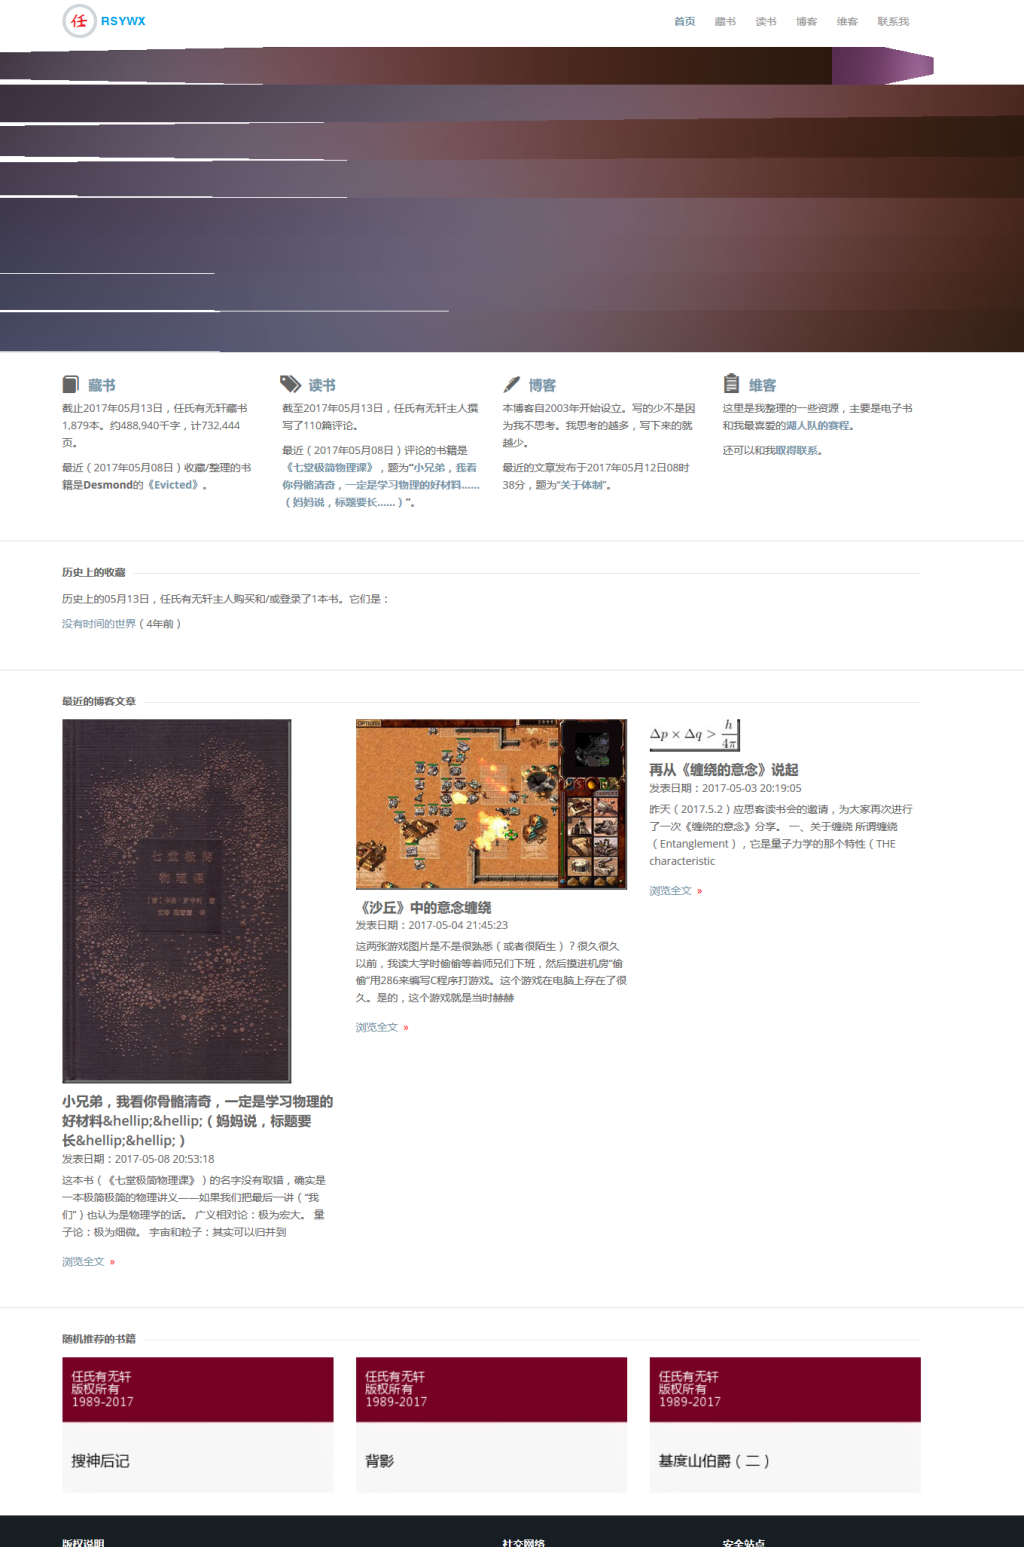 任 RSYWX
首页 藏书 读书 博客 维客 联系我
藏书
截止2017年05月13日，任氏有无轩藏书
1,879本。约488,940千字，计732,444
页。
最近（2017年05月08日）收藏/整理的书
籍是Desmond的《Evicted》。
读书
截至2017年05月13日，任氏有无轩主人撰
写了110篇评论。
最近（2017年05月08日）评论的书籍是
《七堂极简物理课》，题为“小兄弟，我看
你骨骼清奇，一定是学习物理的好材料……
（妈妈说，标题要长……）”。
博客
本博客自2003年开始设立。写的少不是因
为我不思考。我思考的越多，写下来的就
越少。
最近的文章发布于2017年05月12日08时
38分，题为“关于体制”。
维客
这里是我整理的一些资源，主要是电子书
和我最喜爱的湖人队的赛程。
还可以和我取得联系。
历史上的收藏
历史上的05月13日，任氏有无轩主人购买和/或登录了1本书。它们是：
没有时间的世界（4年前）
最近的博客文章
七堂极简
物理课
小兄弟，我看你骨骼清奇，一定是学习物理的
好材料&hellip;&hellip;（妈妈说，标题要
长&hellip;&hellip;）
发表日期：2017-05-08 20:53:18
这本书（《七堂极简物理课》）的名字没有取错，确实是
一本极简极简的物理讲义——如果我们把最后一讲（“我
们”）也认为是物理学的话。 广义相对论：极为宏大。 量
子论：极为细微。 宇宙和粒子：其实可以归并到
浏览全文 »
OPTIONS
《沙丘》中的意念缠绕
发表日期：2017-05-04 21:45:23
这两张游戏图片是不是很熟悉（或者很陌生）？很久很久
以前，我读大学时偷偷等着师兄们下班，然后摸进机房“偷
偷”用286来编写C程序打游戏。这个游戏在电脑上存在了很
久。是的，这个游戏就是当时赫赫
浏览全文 »
Δp × Δq > h/4π
再从《缠绕的意念》说起
发表日期：2017-05-03 20:19:05
昨天（2017.5.2）应思客读书会的邀请，为大家再次进行
了一次《缠绕的意念》分享。 一、关于缠绕 所谓缠绕
（Entanglement），它是量子力学的那个特性（THE
characteristic
浏览全文 »
随机推荐的书籍
任氏有无轩
版权所有
1989-2017
搜神后记
任氏有无轩
版权所有
1989-2017
背影
任氏有无轩
版权所有
1989-2017
基度山伯爵（二）
版权说明 社交网络 安全站点